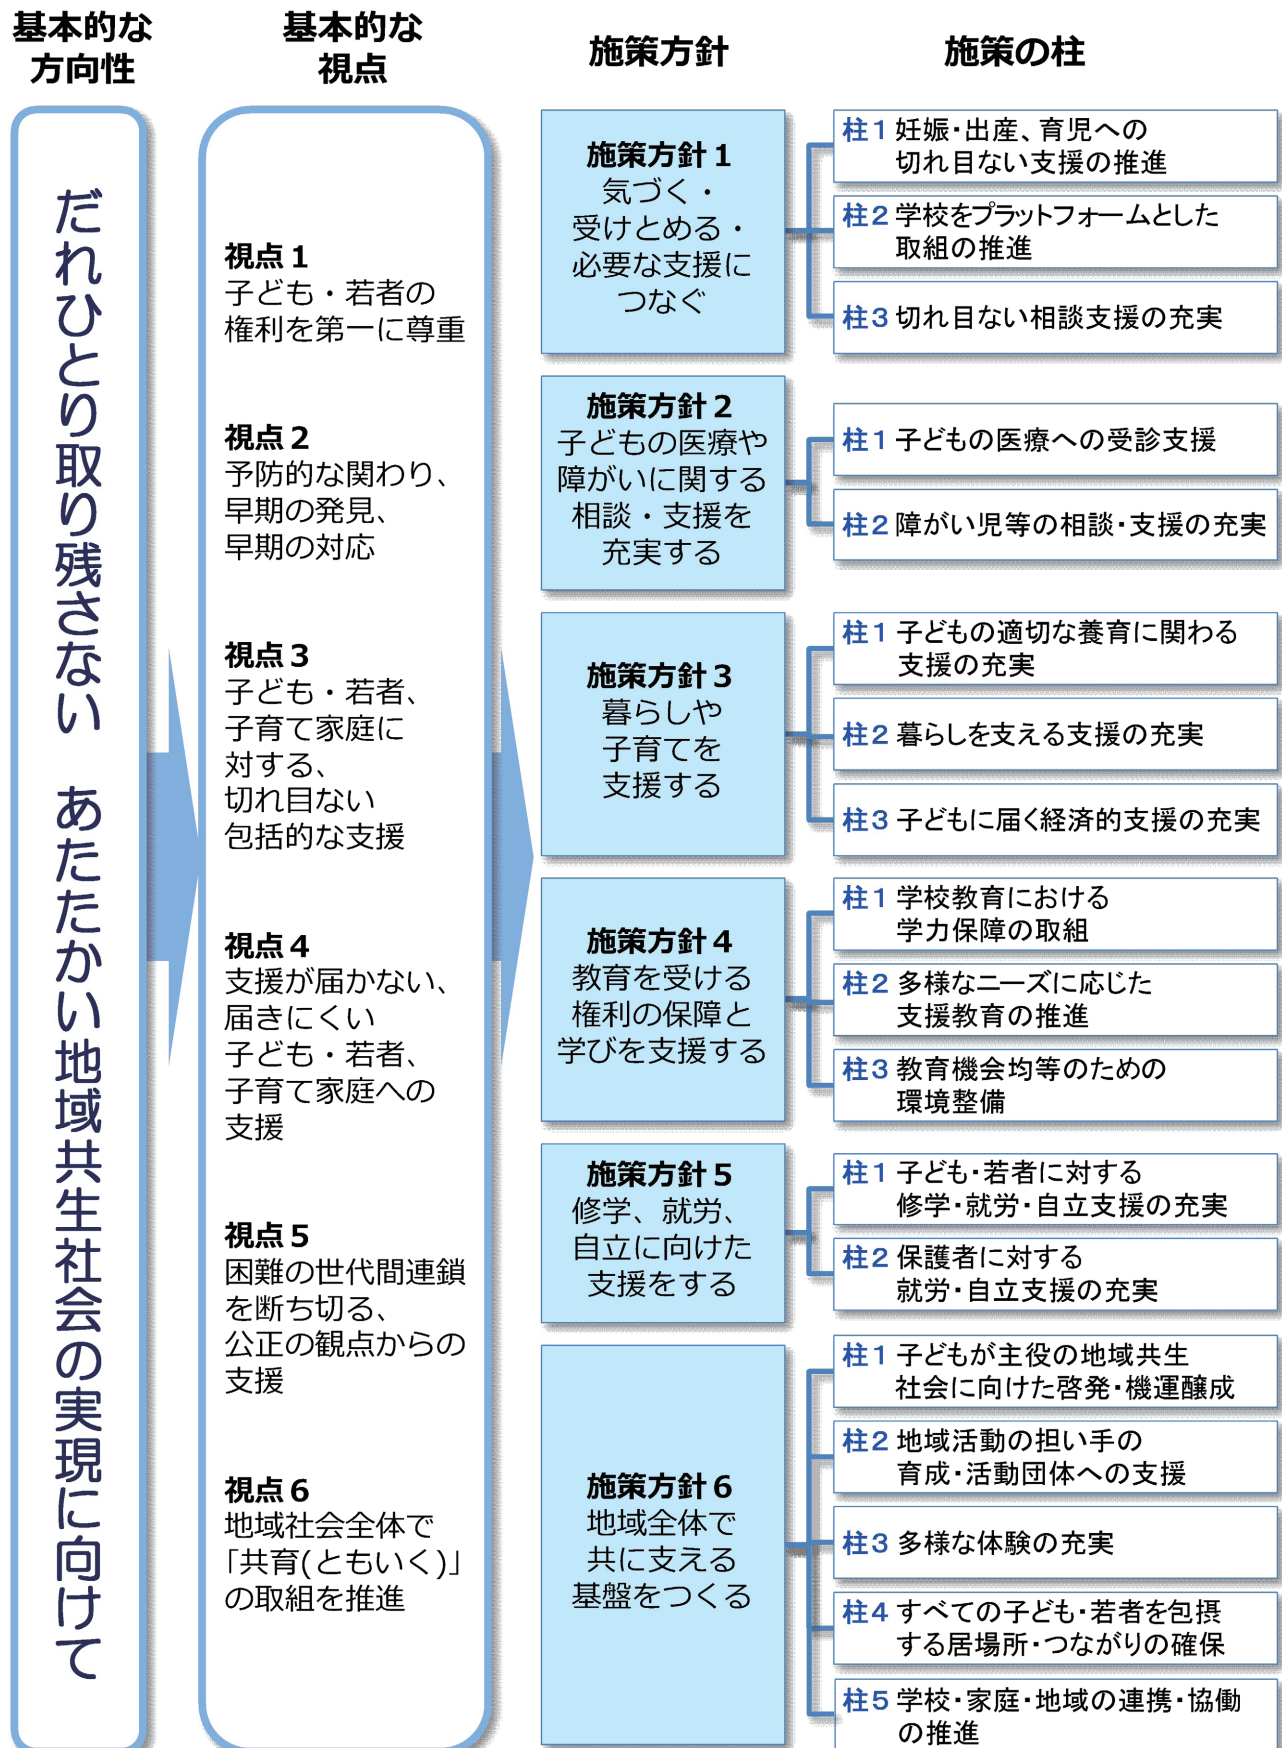 基本的な
方向性
基本的な
視点
施策方針
施策の柱
だれひとり取り残さない　あたたかい地域共生社会の実現に向けて
視点１
子ども・若者の
権利を第一に尊重
視点２
予防的な関わり、
早期の発見、
早期の対応
視点３
子ども・若者、
子育て家庭に
対する、
切れ目ない
包括的な支援
視点４
支援が届かない、
届きにくい
子ども・若者、
子育て家庭への
支援
視点５
困難の世代間連鎖
を断ち切る、
公正の観点からの
支援
視点６
地域社会全体で
「共育(ともいく)」
の取組を推進
施策方針１
気づく・
受けとめる・
必要な支援に
つなぐ
柱１ 妊娠・出産、育児への
切れ目ない支援の推進
柱２ 学校をプラットフォームとした
取組の推進
柱３ 切れ目ない相談支援の充実
施策方針２
子どもの医療や
障がいに関する
相談・支援を
充実する
柱１ 子どもの医療への受診支援
柱２ 障がい児等の相談・支援の充実
施策方針３
暮らしや
子育てを
支援する
柱１ 子どもの適切な養育に関わる
支援の充実
柱２ 暮らしを支える支援の充実
柱３ 子どもに届く経済的支援の充実
施策方針４
教育を受ける
権利の保障と
学びを支援する
柱１ 学校教育における
学力保障の取組
柱２ 多様なニーズに応じた
支援教育の推進
柱３ 教育機会均等のための
環境整備
施策方針５
修学、就労、
自立に向けた
支援をする
柱１ 子ども・若者に対する
修学・就労・自立支援の充実
柱２ 保護者に対する
就労・自立支援の充実
施策方針６
地域全体で
共に支える
基盤をつくる
柱１ 子どもが主役の地域共生
社会に向けた啓発・機運醸成
柱２ 地域活動の担い手の
育成・活動団体への支援
柱３ 多様な体験の充実
柱４ すべての子ども・若者を包摂
する居場所・つながりの確保
柱５ 学校・家庭・地域の連携・協働
の推進